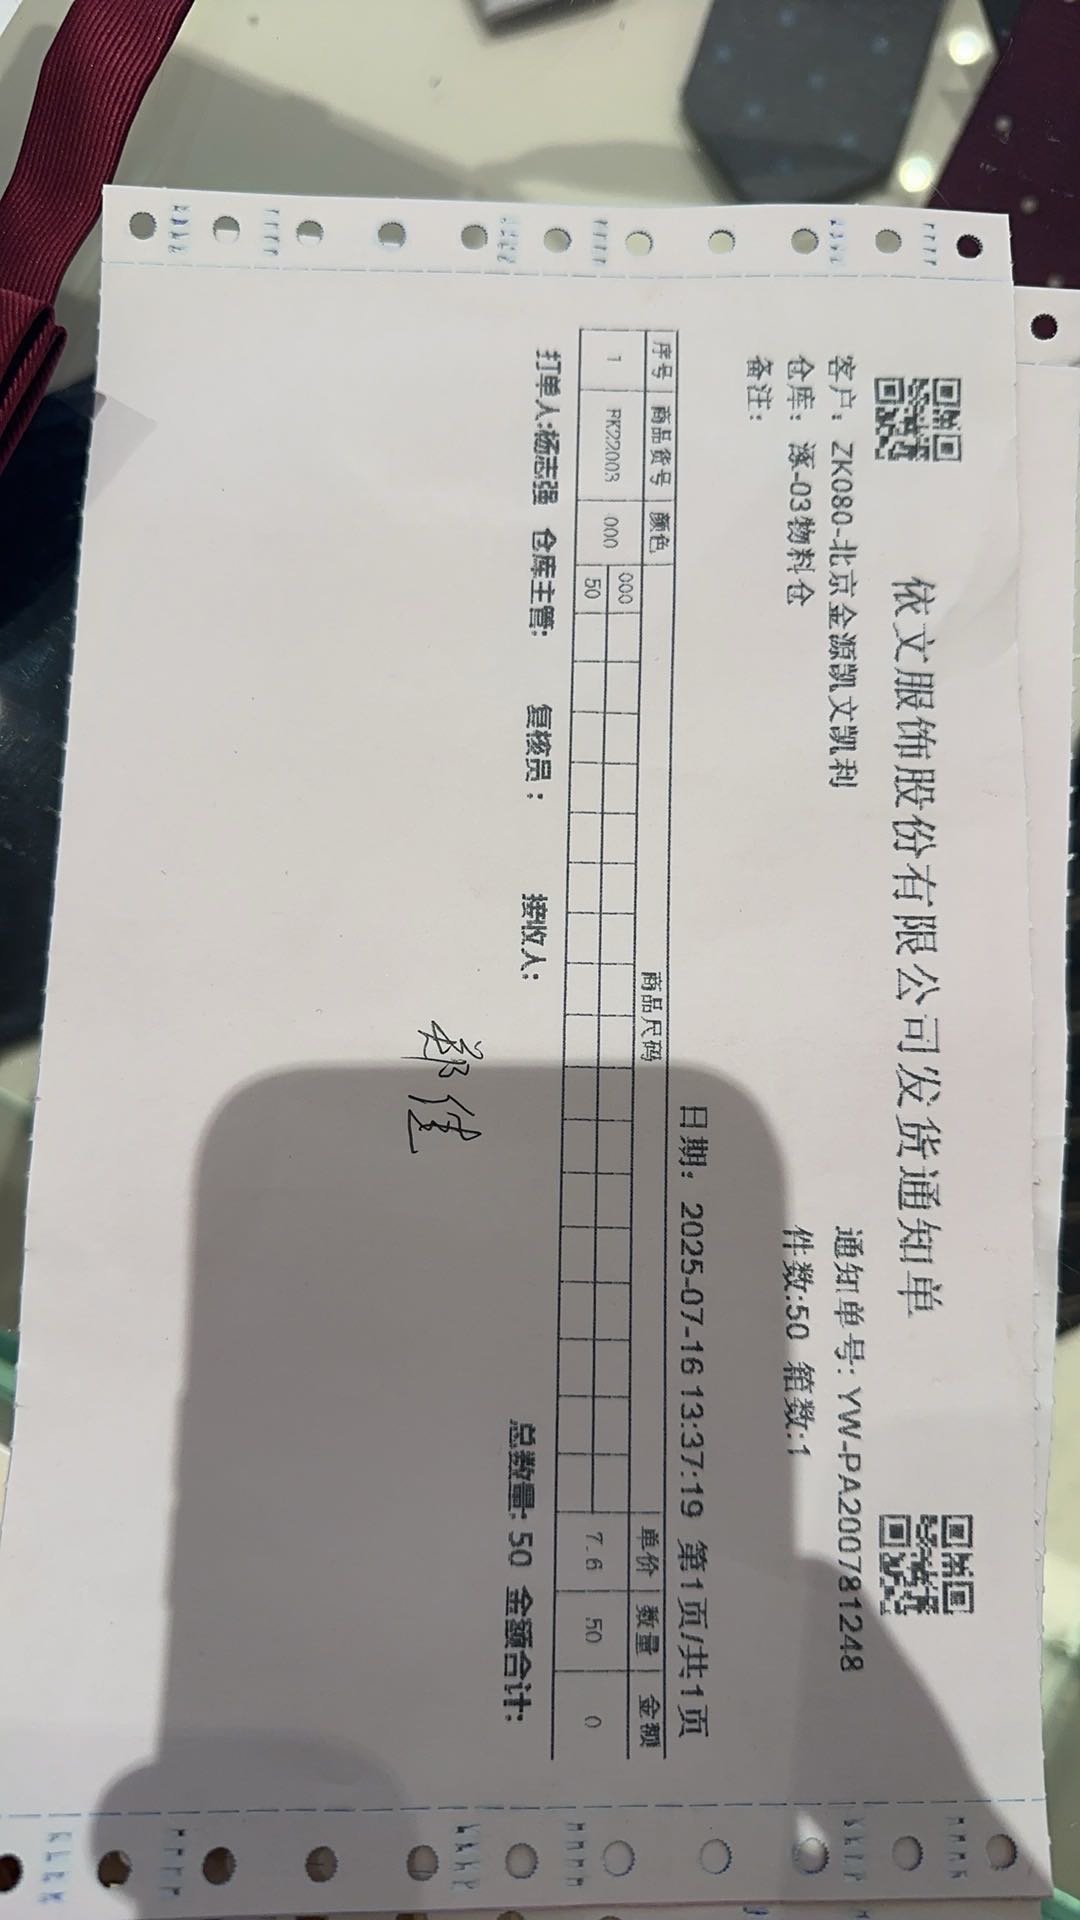 依文服饰股份有限公司发货通知单
客户: ZK080-北京金源凯文凯利
通知单号: YW-PA200781248
仓库: 涿-03物料仓
件数:50 箱数:1
备注:
日期: 2025-07-16 13:37:19 第1页/共1页
序号 商品货号 颜色 商品尺码 单价 数量 金额
000
1 RK22003 000 50 7.6 50 0
打单人:杨志强 仓库主管: 复核员: 接收人: 总数量: 50 金额合计:
郑佳